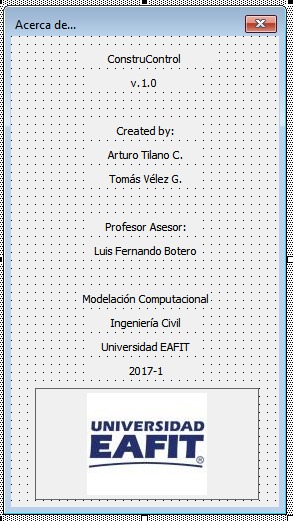 Acerca de...
ConstruControl
v.1.0
Created by:
Arturo Tilano C.
Tomás Vélez G.
Profesor Asesor:
Luis Fernando Botero
Modelación Computacional
Ingeniería Civil
Universidad EAFIT
2017-1
UNIVERSIDAD
EAFIT®